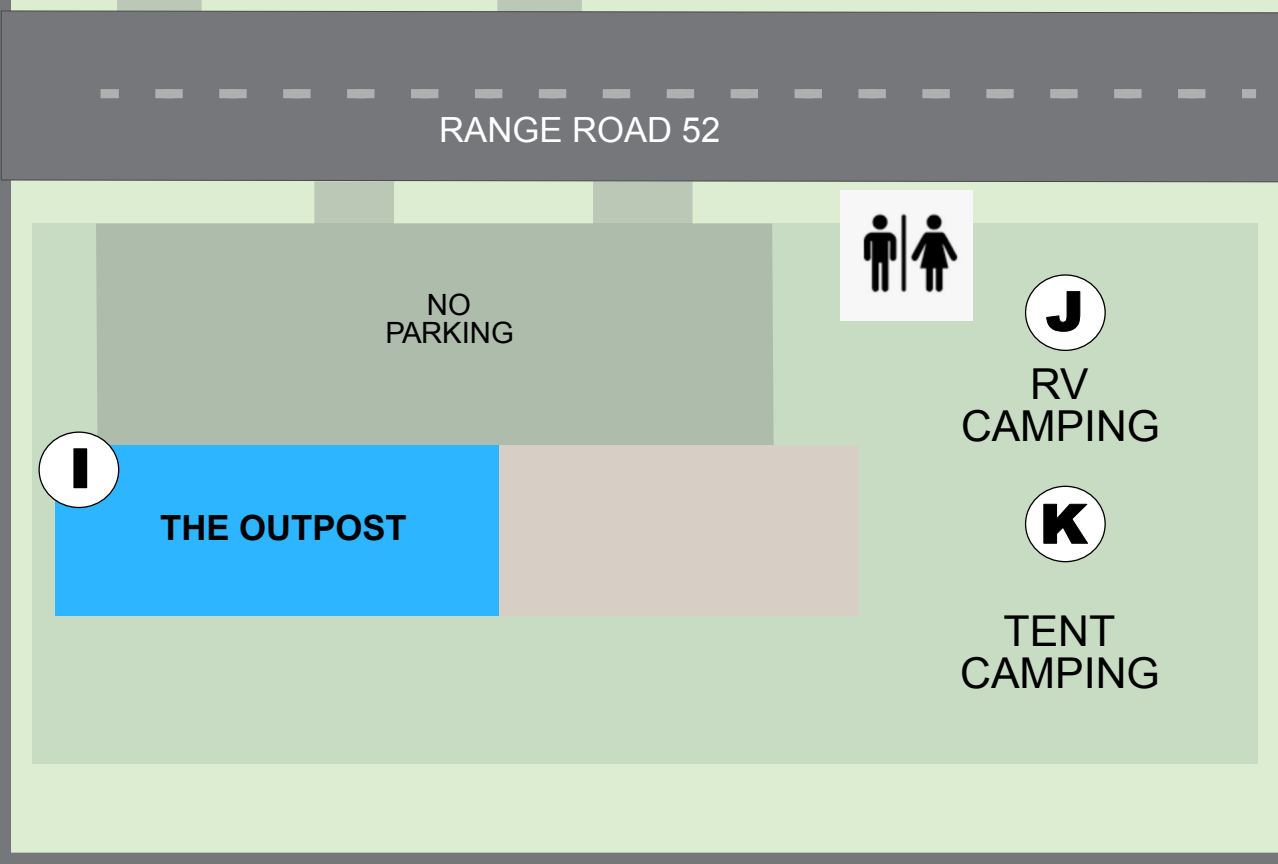 RANGE ROAD 52
NO
PARKING
J
RV
CAMPING
I
THE OUTPOST
K
TENT
CAMPING